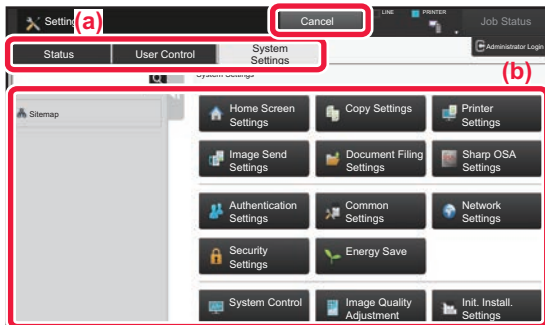 Settings
(a)
Cancel
LINE
PRINTER
Job Status
Status
User Control
System
Settings
Administrator Login
(b)
System Settings
Sitemap
Home Screen
Settings
Copy Settings
Printer
Settings
Image Send
Settings
Document Filing
Settings
Sharp OSA
Settings
Authentication
Settings
Common
Settings
Network
Settings
Security
Settings
Energy Save
System Control
Image Quality
Adjustment
Init. Install.
Settings